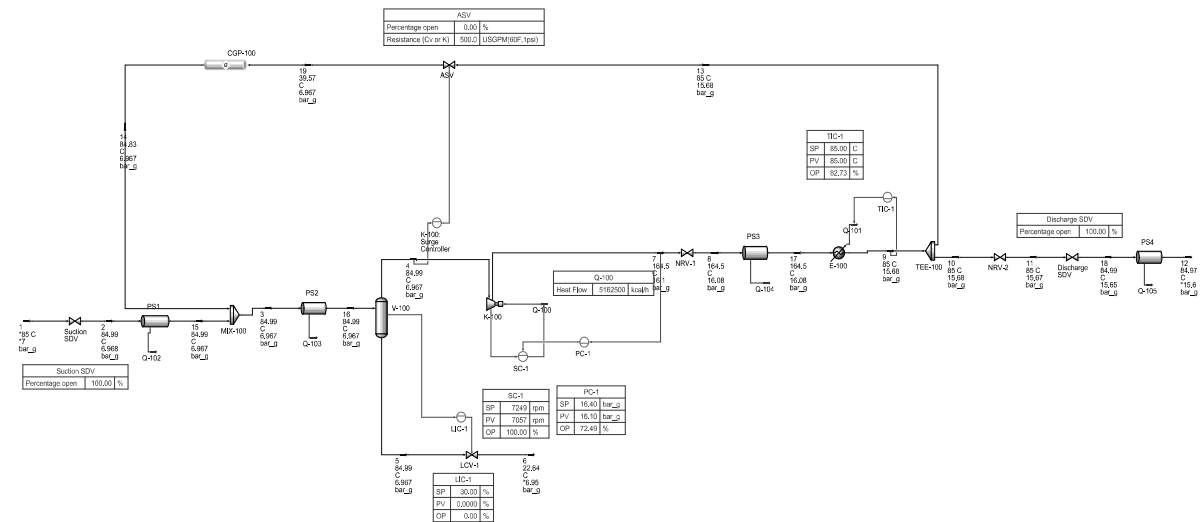 ASV
Percentage open 0.00 %
Resistance (Cv or K) 500.0 USGPM(60F,1psi)
CGP-100
19
39.57
C
6.967
bar_g
ASV
13
85 C
15.68
bar_g
14
84.83
C
6.967
bar_g
TIC-1
SP 85.00 C
PV 85.00 C
OP 82.73 %
TIC-1
Q-101
K-100:
Surge
Controller
Discharge SDV
Percentage open 100.00 %
4
84.99
C
6.967
bar_g
7
164.5
C
16.1
bar_g
NRV-1
8
164.5
C
16.08
bar_g
PS3
Q-104
17
164.5
C
16.08
bar_g
E-100
9
85 C
15.68
bar_g
TEE-100
10
85 C
15.68
bar_g
NRV-2
11
85 C
15.67
bar_g
Discharge
SDV
18
84.99
C
15.65
bar_g
PS4
Q-105
12
84.97
C
*15.6
bar_g
Q-100
Heat Flow 5162500 kcal/h
1
*85 C
*7
bar_g
Suction
SDV
2
84.99
C
6.968
bar_g
PS1
Q-102
15
84.99
C
6.967
bar_g
MIX-100
3
84.99
C
6.967
bar_g
PS2
Q-103
16
84.99
C
6.967
bar_g
V-100
K-100
Q-100
SC-1
PC-1
Suction SDV
Percentage open 100.00 %
SC-1
SP 7249 rpm
PV 7057 rpm
OP 100.00 %
PC-1
SP 16.40 bar_g
PV 16.10 bar_g
OP 72.49 %
LIC-1
5
84.99
C
6.967
bar_g
LCV-1
6
22.64
C
*6.95
bar_g
LIC-1
SP 30.00 %
PV 0.0000 %
OP 0.00 %